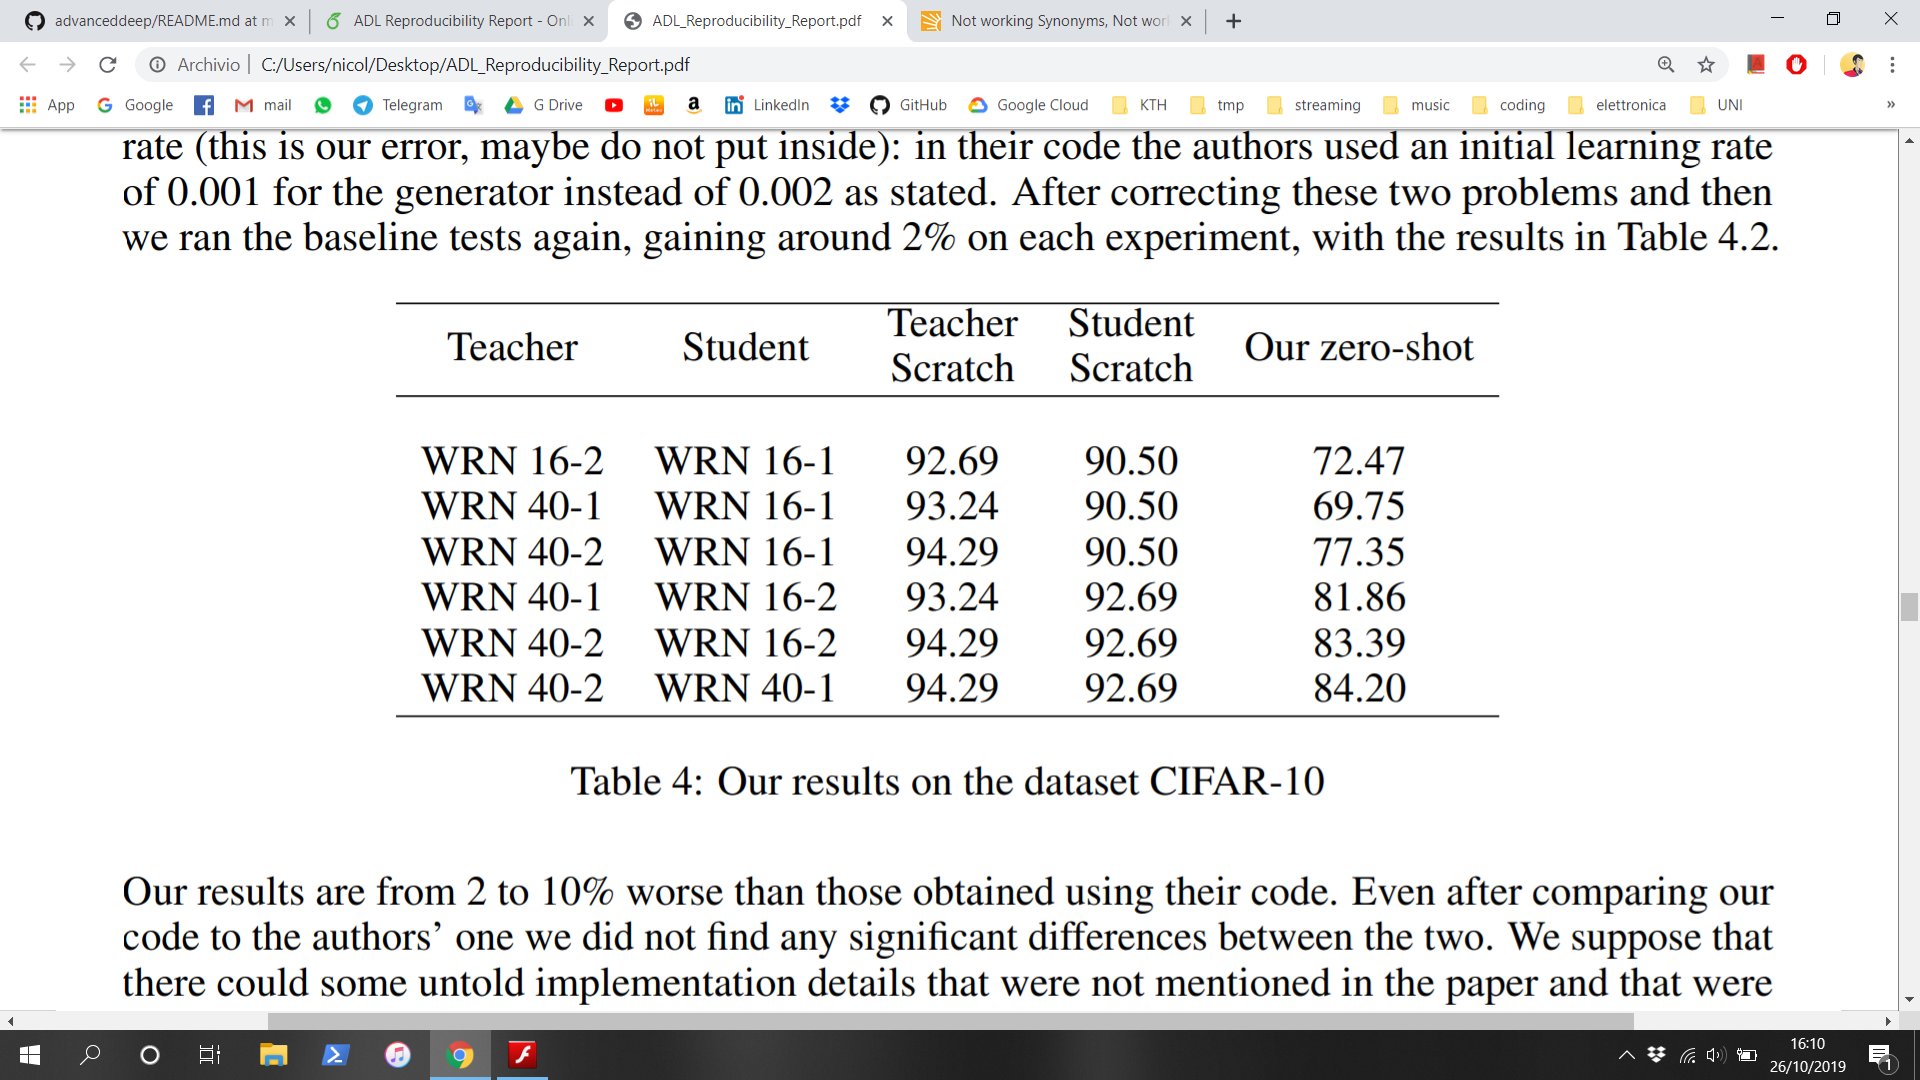 advanceddeep/README.md at m
ADL Reproducibility Report - Onl
ADL_Reproducibility_Report.pdf
Not working Synonyms, Not wor
Archivio | C:/Users/nicol/Desktop/ADL_Reproducibility_Report.pdf
App Google mail Telegram G Drive LinkedIn GitHub Google Cloud KTH tmp streaming music coding elettronica UNI »
rate (this is our error, maybe do not put inside): in their code the authors used an initial learning rate
of 0.001 for the generator instead of 0.002 as stated. After correcting these two problems and then
we ran the baseline tests again, gaining around 2% on each experiment, with the results in Table 4.2.
Teacher Student Teacher Scratch Student Scratch Our zero-shot
WRN 16-2 WRN 16-1 92.69 90.50 72.47
WRN 40-1 WRN 16-1 93.24 90.50 69.75
WRN 40-2 WRN 16-1 94.29 90.50 77.35
WRN 40-1 WRN 16-2 93.24 92.69 81.86
WRN 40-2 WRN 16-2 94.29 92.69 83.39
WRN 40-2 WRN 40-1 94.29 92.69 84.20
Table 4: Our results on the dataset CIFAR-10
Our results are from 2 to 10% worse than those obtained using their code. Even after comparing our
code to the authors' one we did not find any significant differences between the two. We suppose that
there could some untold implementation details that were not mentioned in the paper and that were
16:10
26/10/2019
1